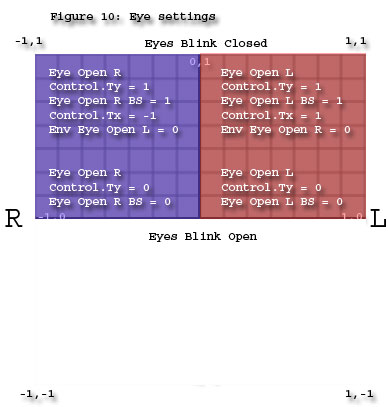 Figure 10: Eye settings
-1,1
1,1
Eyes Blink Closed
0,1
Eye Open R
Control.Ty = 1
Eye Open R BS = 1
Control.Tx = -1
Env Eye Open L = 0
Eye Open L
Control.Ty = 1
Eye Open L BS = 1
Control.Tx = 1
Env Eye Open R = 0
Eye Open R
Control.Ty = 0
Eye Open R BS = 0
Eye Open L
Control.Ty = 0
Eye Open L BS = 0
R
-1.0
1.0
L
Eyes Blink Open
-1,-1
1,-1